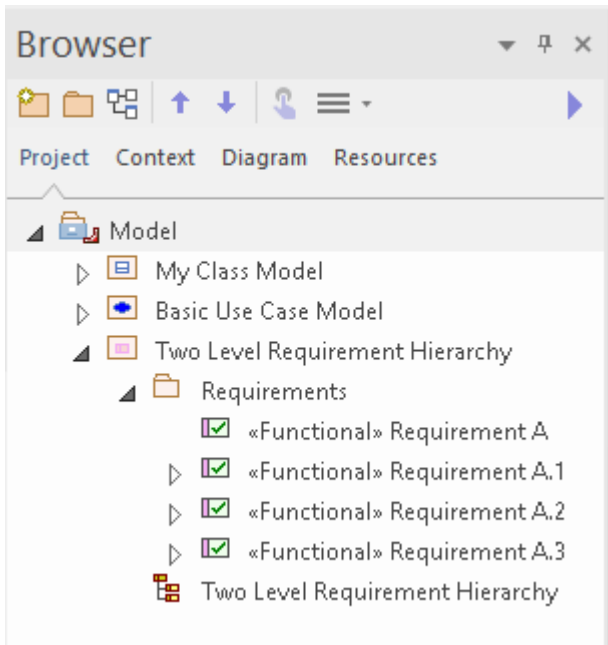 Browser
Project Context Diagram Resources
Model
My Class Model
Basic Use Case Model
Two Level Requirement Hierarchy
Requirements
«Functional» Requirement A
«Functional» Requirement A.1
«Functional» Requirement A.2
«Functional» Requirement A.3
Two Level Requirement Hierarchy